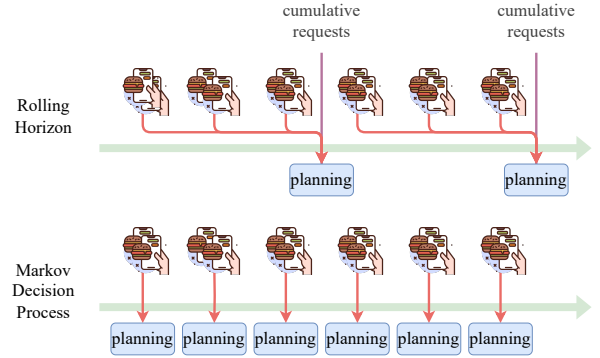 cumulative
requests
cumulative
requests
Rolling
Horizon
planning
planning
Markov
Decision
Process
planning
planning
planning
planning
planning
planning